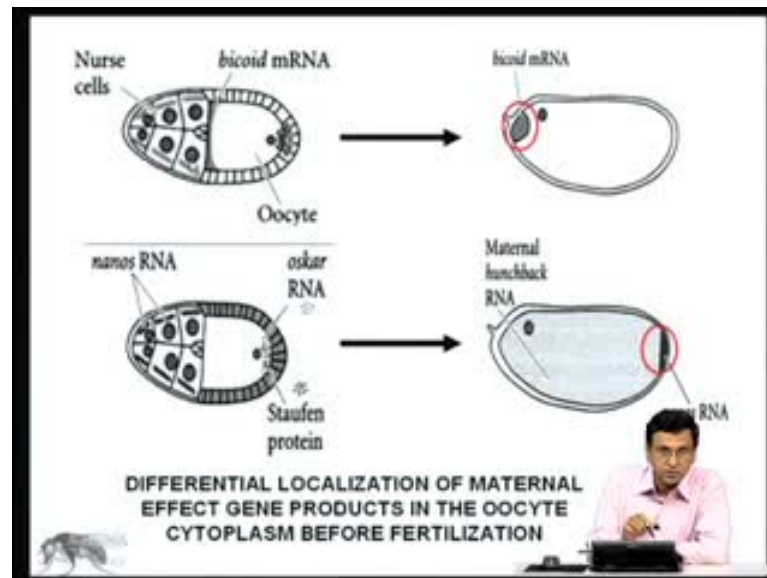 Nurse
cells
bicoid mRNA
Oocyte
bicoid mRNA
nanos RNA
oskar
RNA
Staufen
protein
Maternal
hunchback
RNA
RNA
DIFFERENTIAL LOCALIZATION OF MATERNAL
EFFECT GENE PRODUCTS IN THE OOCYTE
CYTOPLASM BEFORE FERTILIZATION